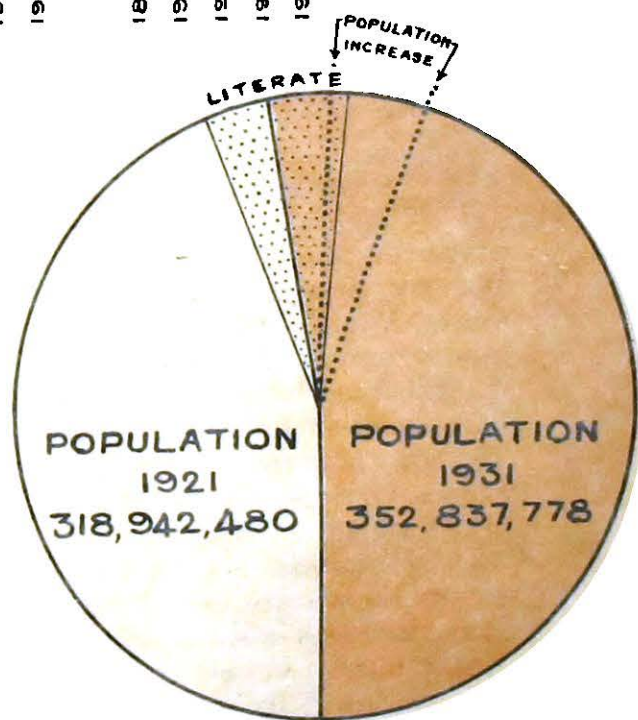 POPULATION
INCREASE
LITERATE
POPULATION
1921
318,942,480
POPULATION
1931
352,837,778